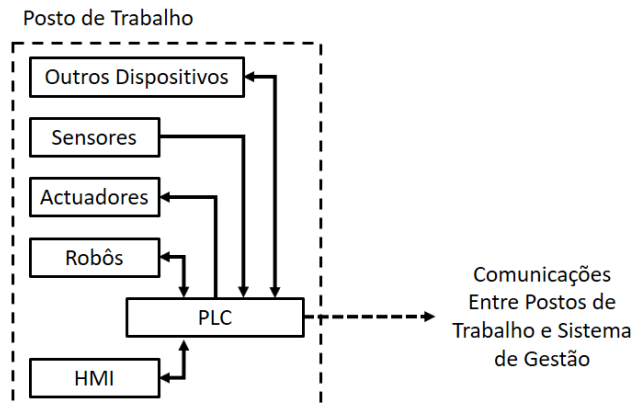 Posto de Trabalho
Outros Dispositivos
Sensores
Actuadores
Robôs
PLC
HMI
Comunicações
Entre Postos de
Trabalho e Sistema
de Gestão